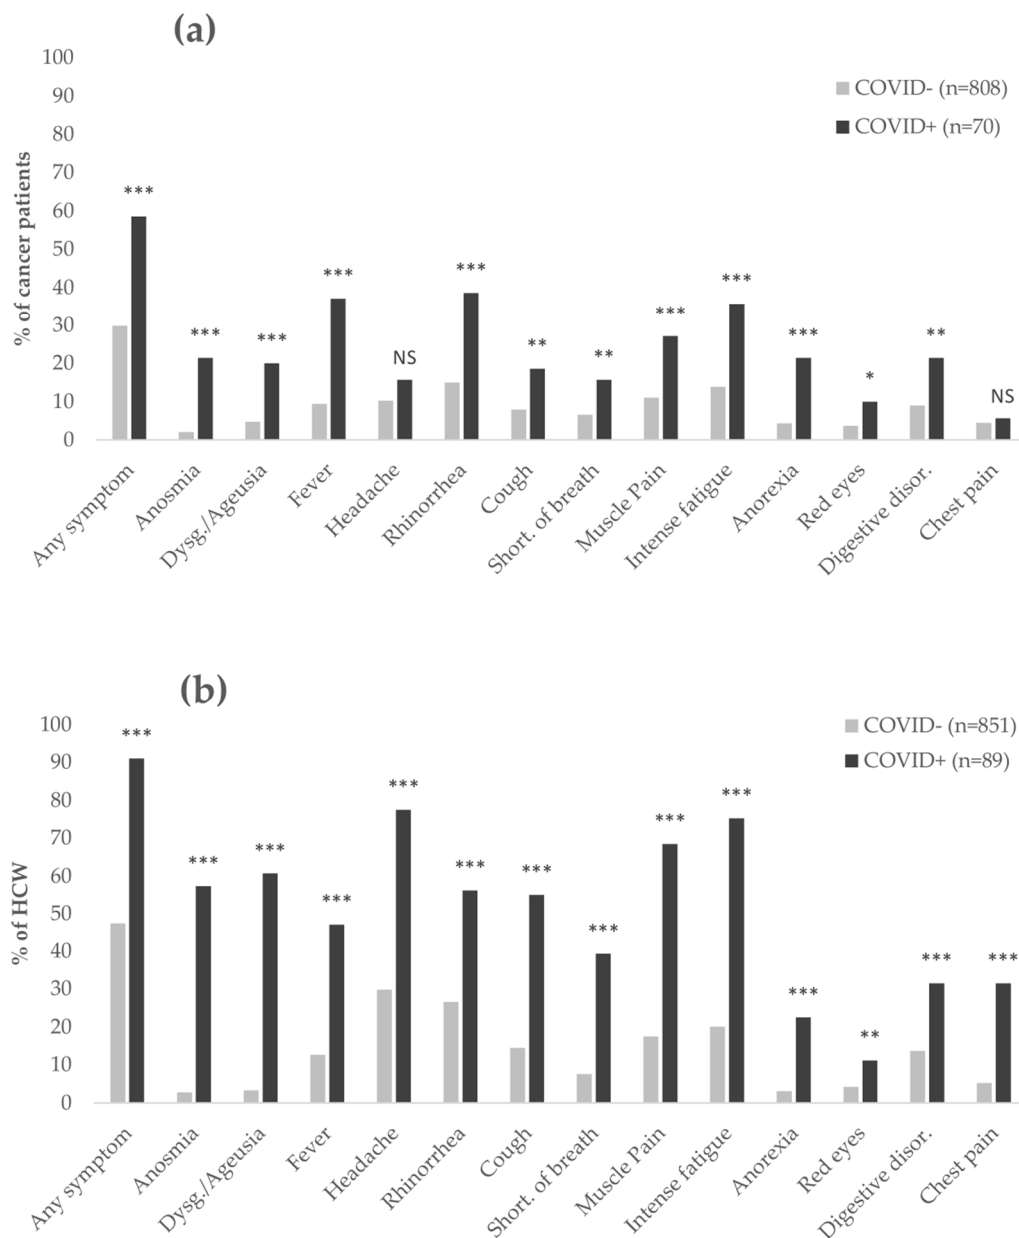 (a)
100
90
80
70
60
50
40
30
20
10
0
% of cancer patients
COVID- (n=808)
COVID+ (n=70)
***
***
***
***
NS
***
**
**
***
***
***
*
**
NS
Any symptom
Anosmia
Dysg./Ageusia
Fever
Headache
Rhinorrhea
Cough
Short. of breath
Muscle Pain
Intense fatigue
Anorexia
Red eyes
Digestive disor.
Chest pain
(b)
100
90
80
70
60
50
40
30
20
10
0
% of HCW
COVID- (n=851)
COVID+ (n=89)
***
***
***
***
***
***
***
***
***
***
***
**
***
***
Any symptom
Anosmia
Dysg./Ageusia
Fever
Headache
Rhinorrhea
Cough
Short. of breath
Muscle Pain
Intense fatigue
Anorexia
Red eyes
Digestive disor.
Chest pain